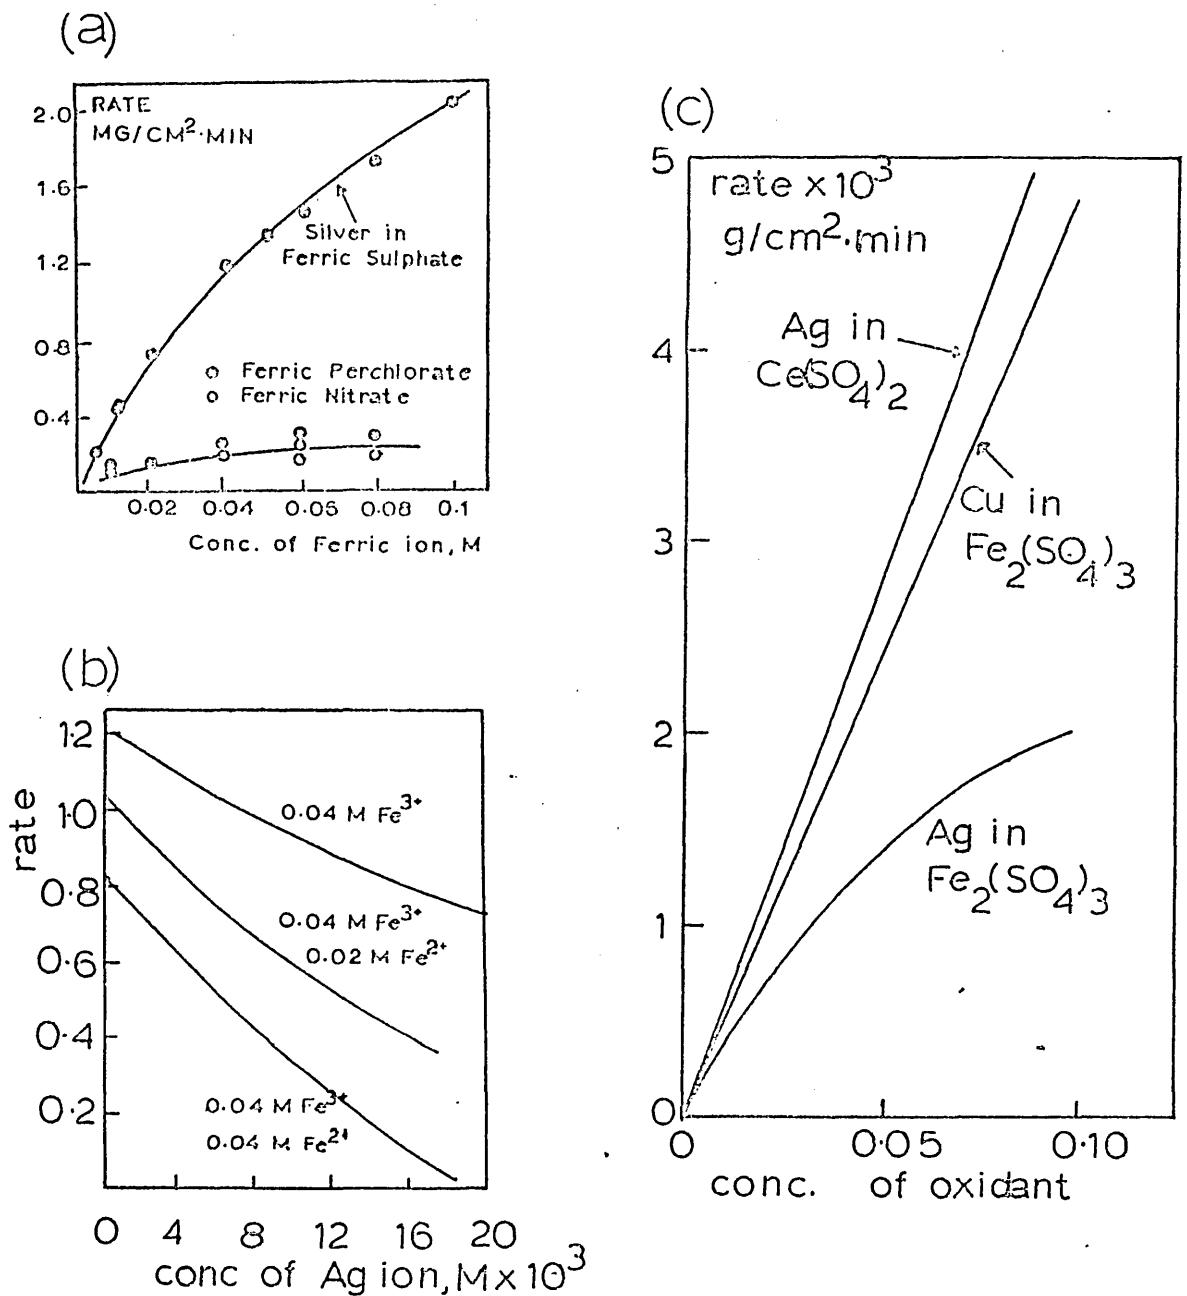 (a)
RATE
MG/CM²·MIN
2.0
1.6
1.2
0.8
0.4
Silver in
Ferric Sulphate
Ferric Perchlorate
Ferric Nitrate
0.02 0.04 0.06 0.08 0.1
Conc. of Ferric ion, M
(b)
rate
1·2
1·0
0·8
0·6
0·4
0·2
0·04 M Fe³⁺
0·04 M Fe³⁺
0·02 M Fe²⁺
0·04 M Fe³⁺
0·04 M Fe²⁺
0 4 8 12 16 20
conc of Ag ion, M x 10³
(c)
rate x 10³
g/cm²·min
5
4
3
2
1
0
Ag in
Ce(SO₄)₂
Cu in
Fe₂(SO₄)₃
Ag in
Fe₂(SO₄)₃
0 0·05 0·10
conc. of oxidant